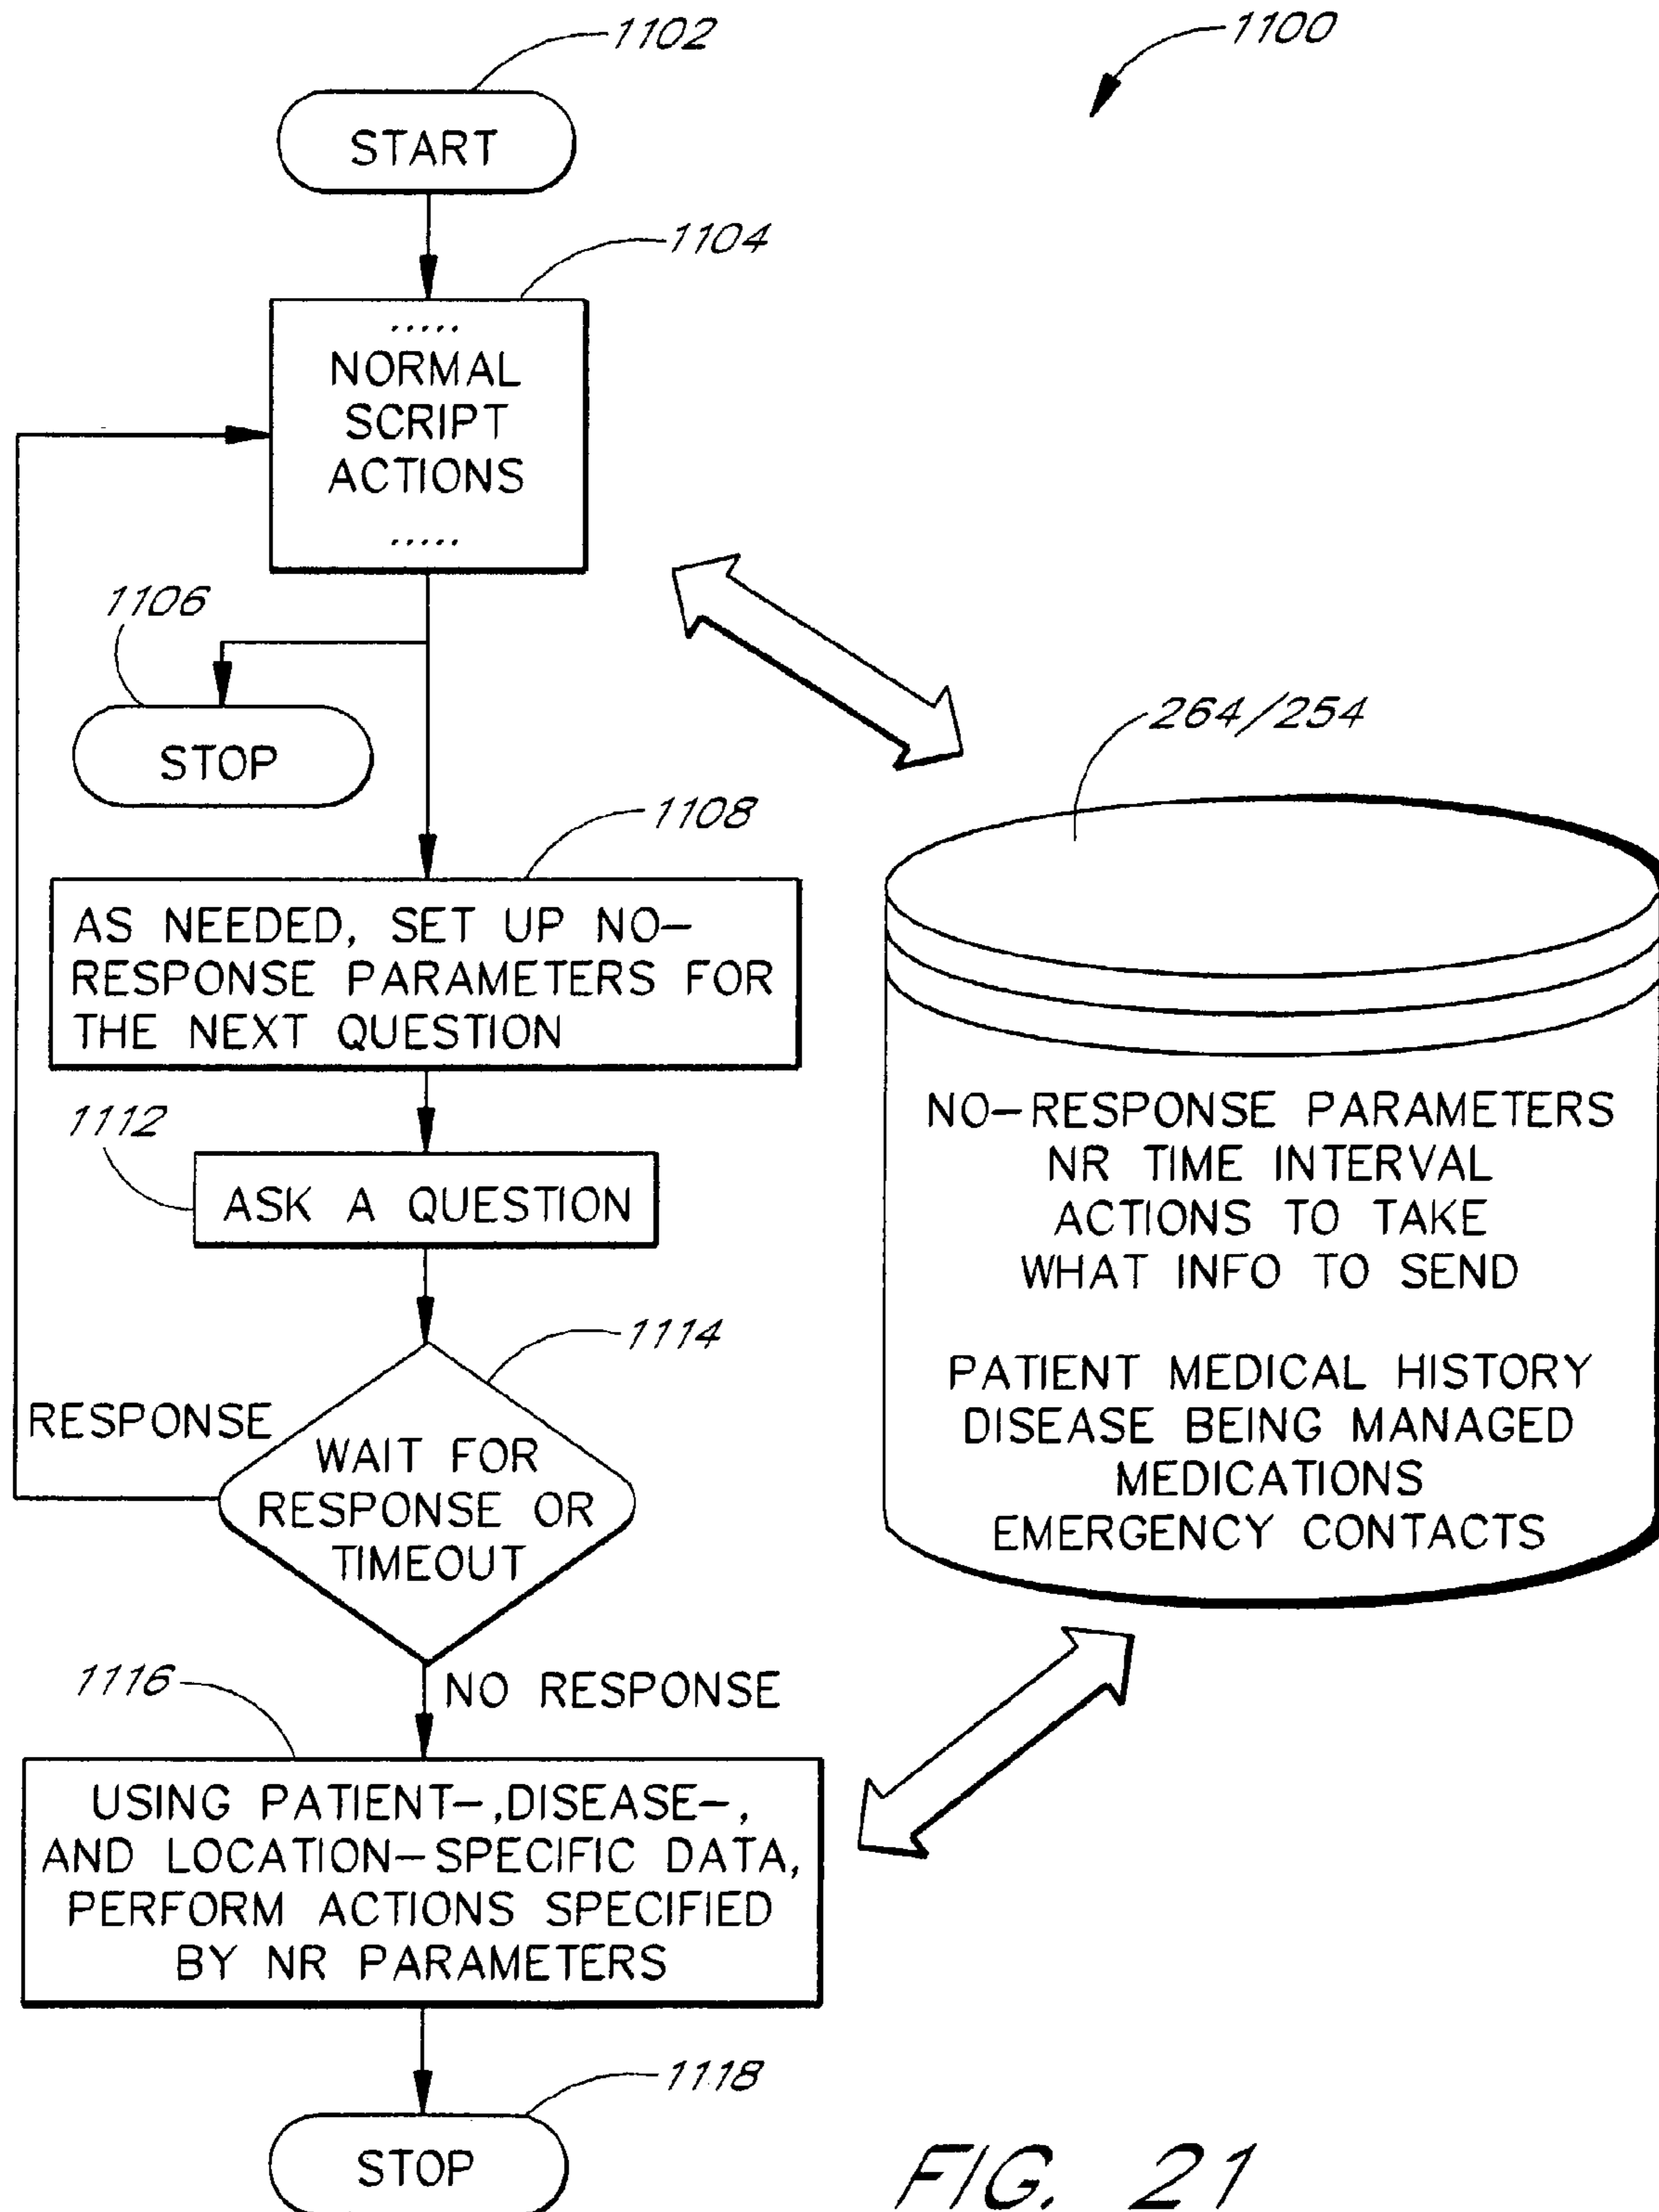 1102
1100
START
1104
.....
NORMAL
SCRIPT
ACTIONS
.....
1106
STOP
264/254
1108
AS NEEDED, SET UP NO-
RESPONSE PARAMETERS FOR
THE NEXT QUESTION
1112
ASK A QUESTION
NO-RESPONSE PARAMETERS
NR TIME INTERVAL
ACTIONS TO TAKE
WHAT INFO TO SEND
PATIENT MEDICAL HISTORY
DISEASE BEING MANAGED
MEDICATIONS
EMERGENCY CONTACTS
1114
RESPONSE
WAIT FOR
RESPONSE OR
TIMEOUT
1116
NO RESPONSE
USING PATIENT-,DISEASE-,
AND LOCATION-SPECIFIC DATA,
PERFORM ACTIONS SPECIFIED
BY NR PARAMETERS
1118
STOP
FIG. 21